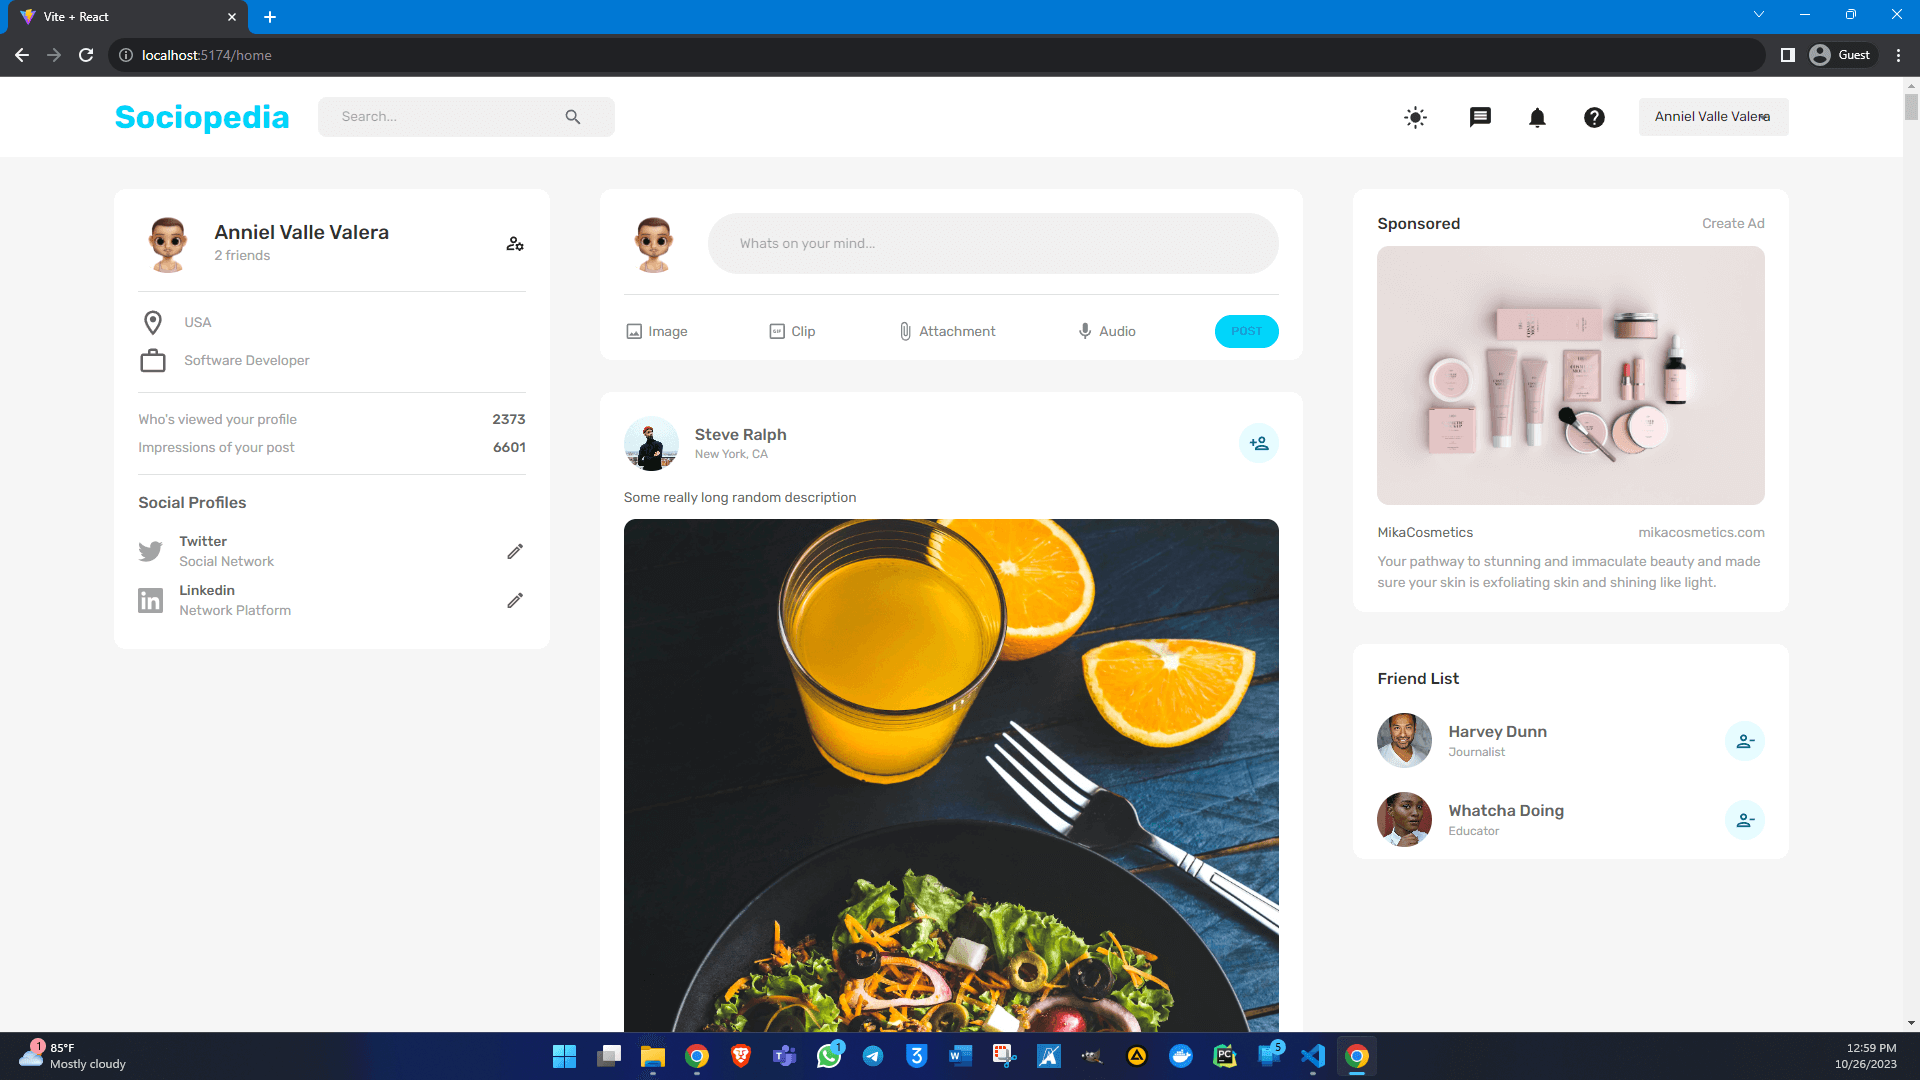 Vite + React
localhost:5174/home
Guest
Sociopedia
Search...
Anniel Valle Valera
Anniel Valle Valera
2 friends
USA
Software Developer
Who's viewed your profile 2373
Impressions of your post 6601
Social Profiles
Twitter
Social Network
Linkedin
Network Platform
Whats on your mind...
Image
GIF
Clip
Attachment
Audio
POST
Steve Ralph
New York, CA
Some really long random description
Sponsored
Create Ad
MikaCosmetics
mikacosmetics.com
Your pathway to stunning and immaculate beauty and made
sure your skin is exfoliating skin and shining like light.
Friend List
Harvey Dunn
Journalist
Whatcha Doing
Educator
1
85°F
Mostly cloudy
1
5
12:59 PM
10/26/2023